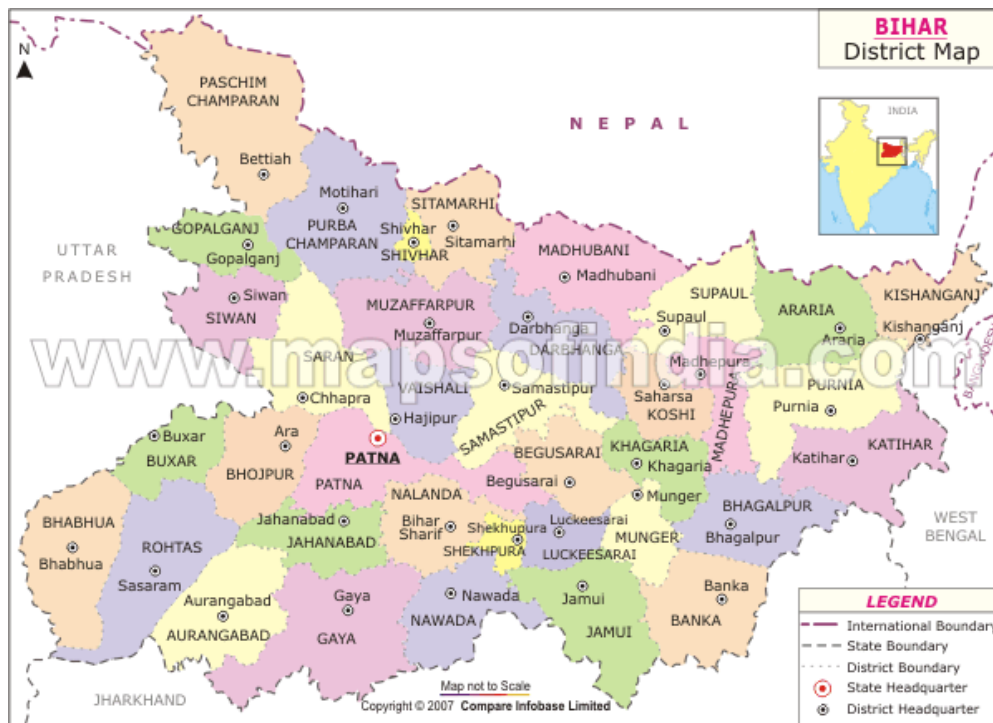 BIHAR
District Map
N
INDIA
PASCHIM
CHAMPARAN
NEPAL
Bettiah
Motihari
PURBA
CHAMPARAN
SITAMARHI
Sitamarhi
Shivhar
SHIVHAR
GOPALGANJ
Gopalganj
UTTAR
PRADESH
MADHUBANI
Madhubani
SUPAUL
Supaul
ARARIA
Araria
KISHANGANJ
Kishanganj
Siwan
SIWAN
MUZAFFARPUR
Muzaffarpur
Darbhanga
DARBHANGA
www.mapsofindia.com
BANGLADESH
SARAN
Chhapra
VAISHALI
Hajipur
Samastipur
SAMASTIPUR
Saharsa
KOSHI
Madhepura
MADHEPURA
PURNIA
Purnia
KATIHAR
Katihar
Buxar
BUXAR
Ara
BHOJPUR
PATNA
PATNA
BEGUSARAI
Begusarai
KHAGARIA
Khagaria
NALANDA
Bihar
Sharif
Munger
MUNGER
BHAGALPUR
Bhagalpur
WEST
BENGAL
BHABHUA
Bhabhua
ROHTAS
Sasaram
Jahanabad
JAHANABAD
Shekhupura
SHEKHPURA
Luckeesarai
LUCKEESARAI
Aurangabad
AURANGABAD
Gaya
GAYA
Nawada
NAWADA
Jamui
JAMUI
Banka
BANKA
JHARKHAND
LEGEND
International Boundary
State Boundary
District Boundary
State Headquarter
District Headquarter
Map not to Scale
Copyright © 2007 Compare Infobase Limited